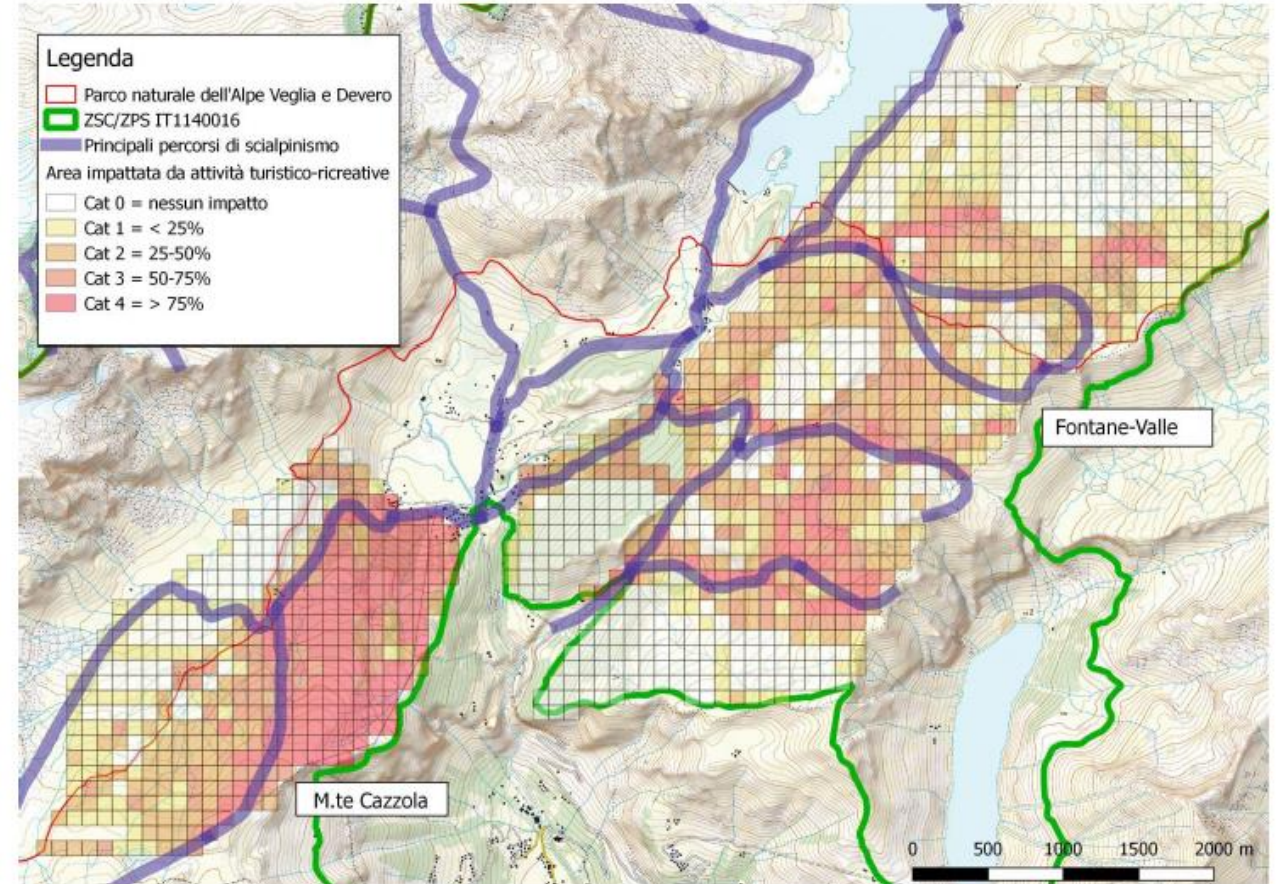 Legenda
Parco naturale dell'Alpe Veglia e Devero
ZSC/ZPS IT1140016
Principali percorsi di scialpinismo
Area impattata da attività turistico-ricreative
Cat 0 = nessun impatto
Cat 1 = < 25%
Cat 2 = 25-50%
Cat 3 = 50-75%
Cat 4 = > 75%
Fontane-Valle
M.te Cazzola
0 500 1000 1500 2000 m